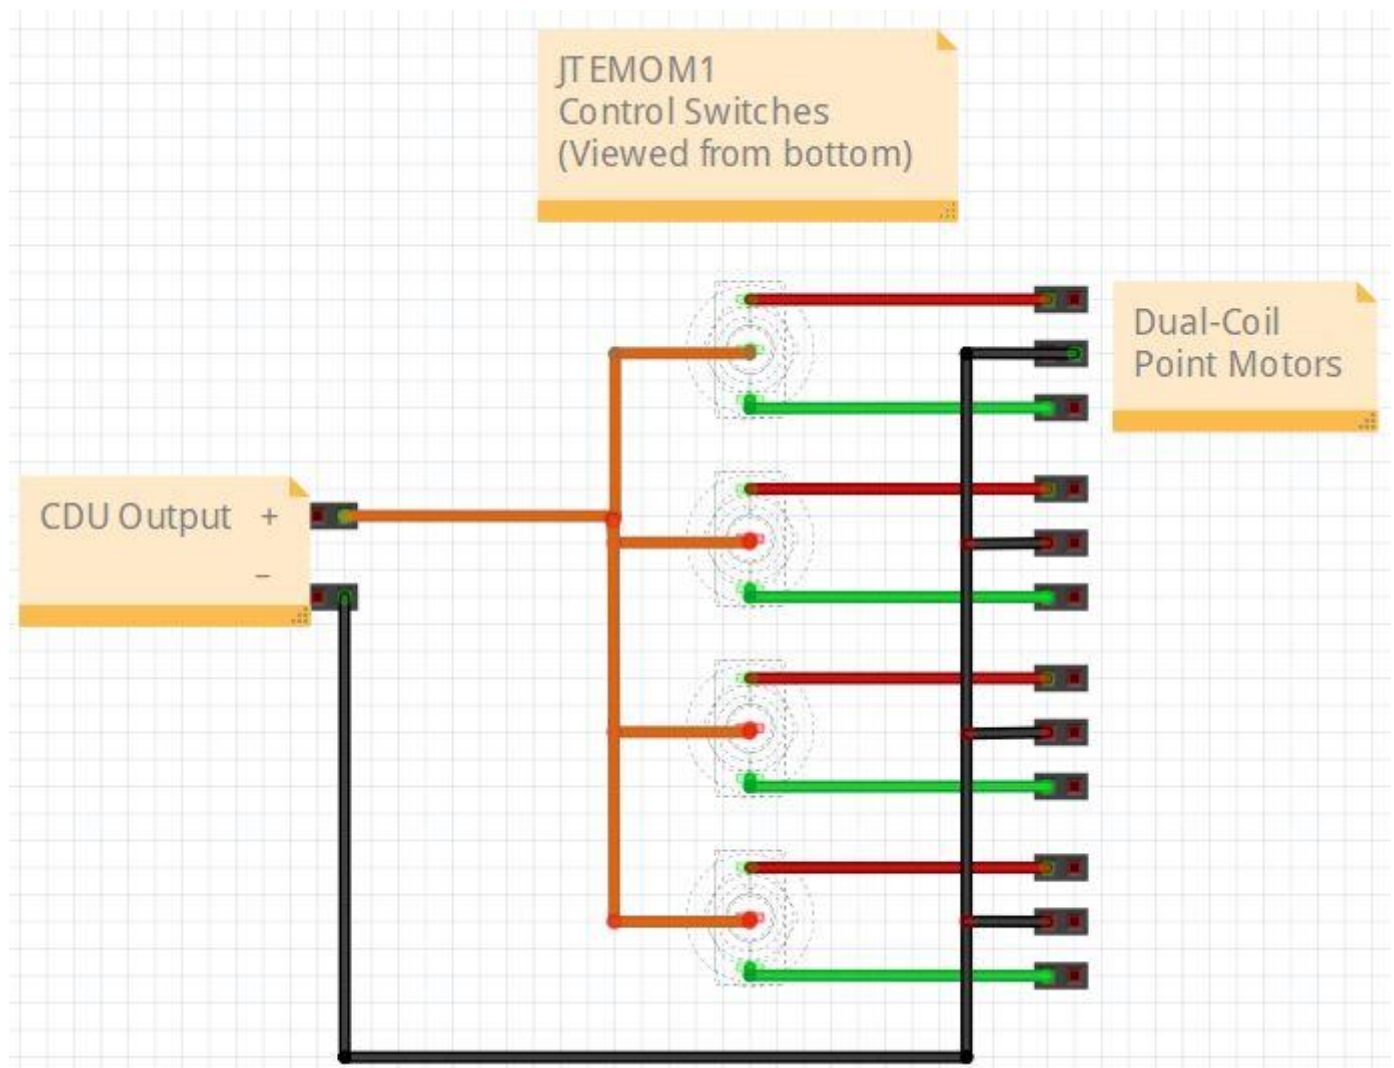 JTEMOM1
Control Switches
(Viewed from bottom)
Dual-Coil
Point Motors
CDU Output +
−